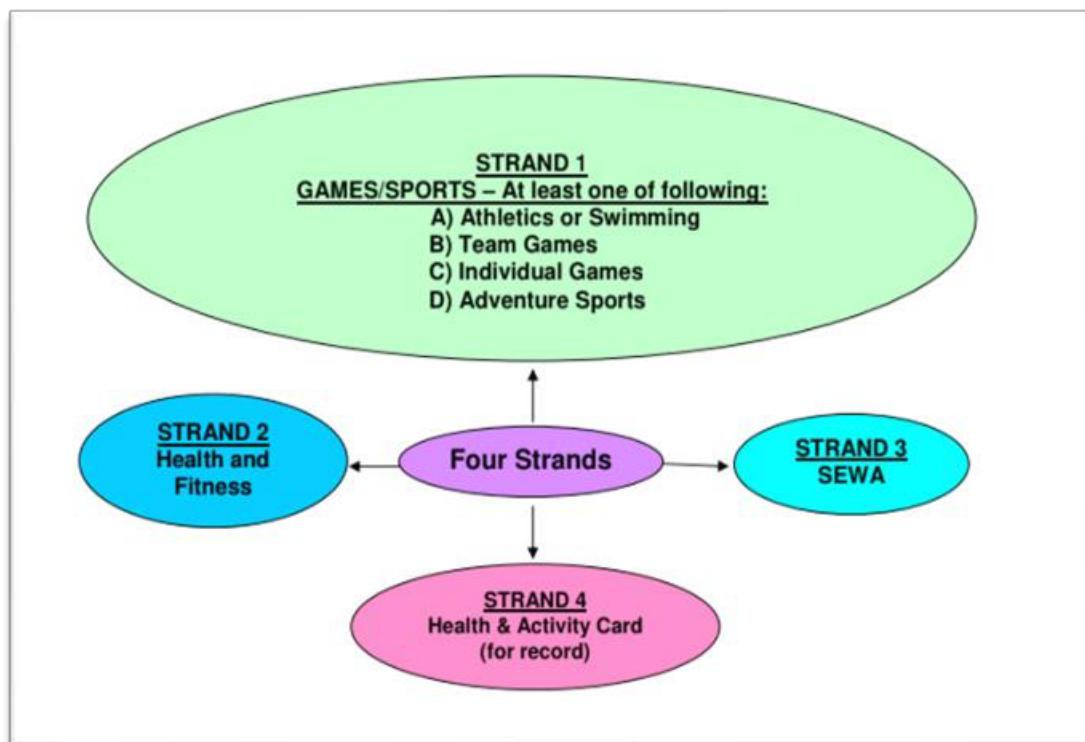 STRAND 1
GAMES/SPORTS – At least one of following:
A) Athletics or Swimming
B) Team Games
C) Individual Games
D) Adventure Sports
STRAND 2
Health and
Fitness
Four Strands
STRAND 3
SEWA
STRAND 4
Health & Activity Card
(for record)